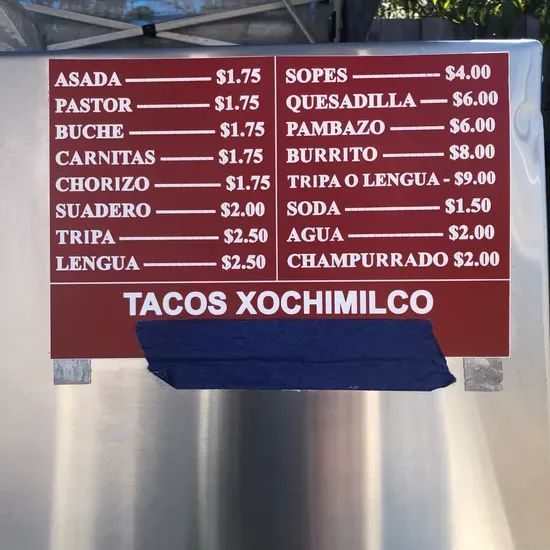 ASADA $1.75
PASTOR $1.75
BUCHE $1.75
CARNITAS $1.75
CHORIZO $1.75
SUADERO $2.00
TRIPA $2.50
LENGUA $2.50
SOPES $4.00
QUESADILLA $6.00
PAMBAZO $6.00
BURRITO $8.00
TRIPA O LENGUA - $9.00
SODA $1.50
AGUA $2.00
CHAMPURRADO $2.00
TACOS XOCHIMILCO